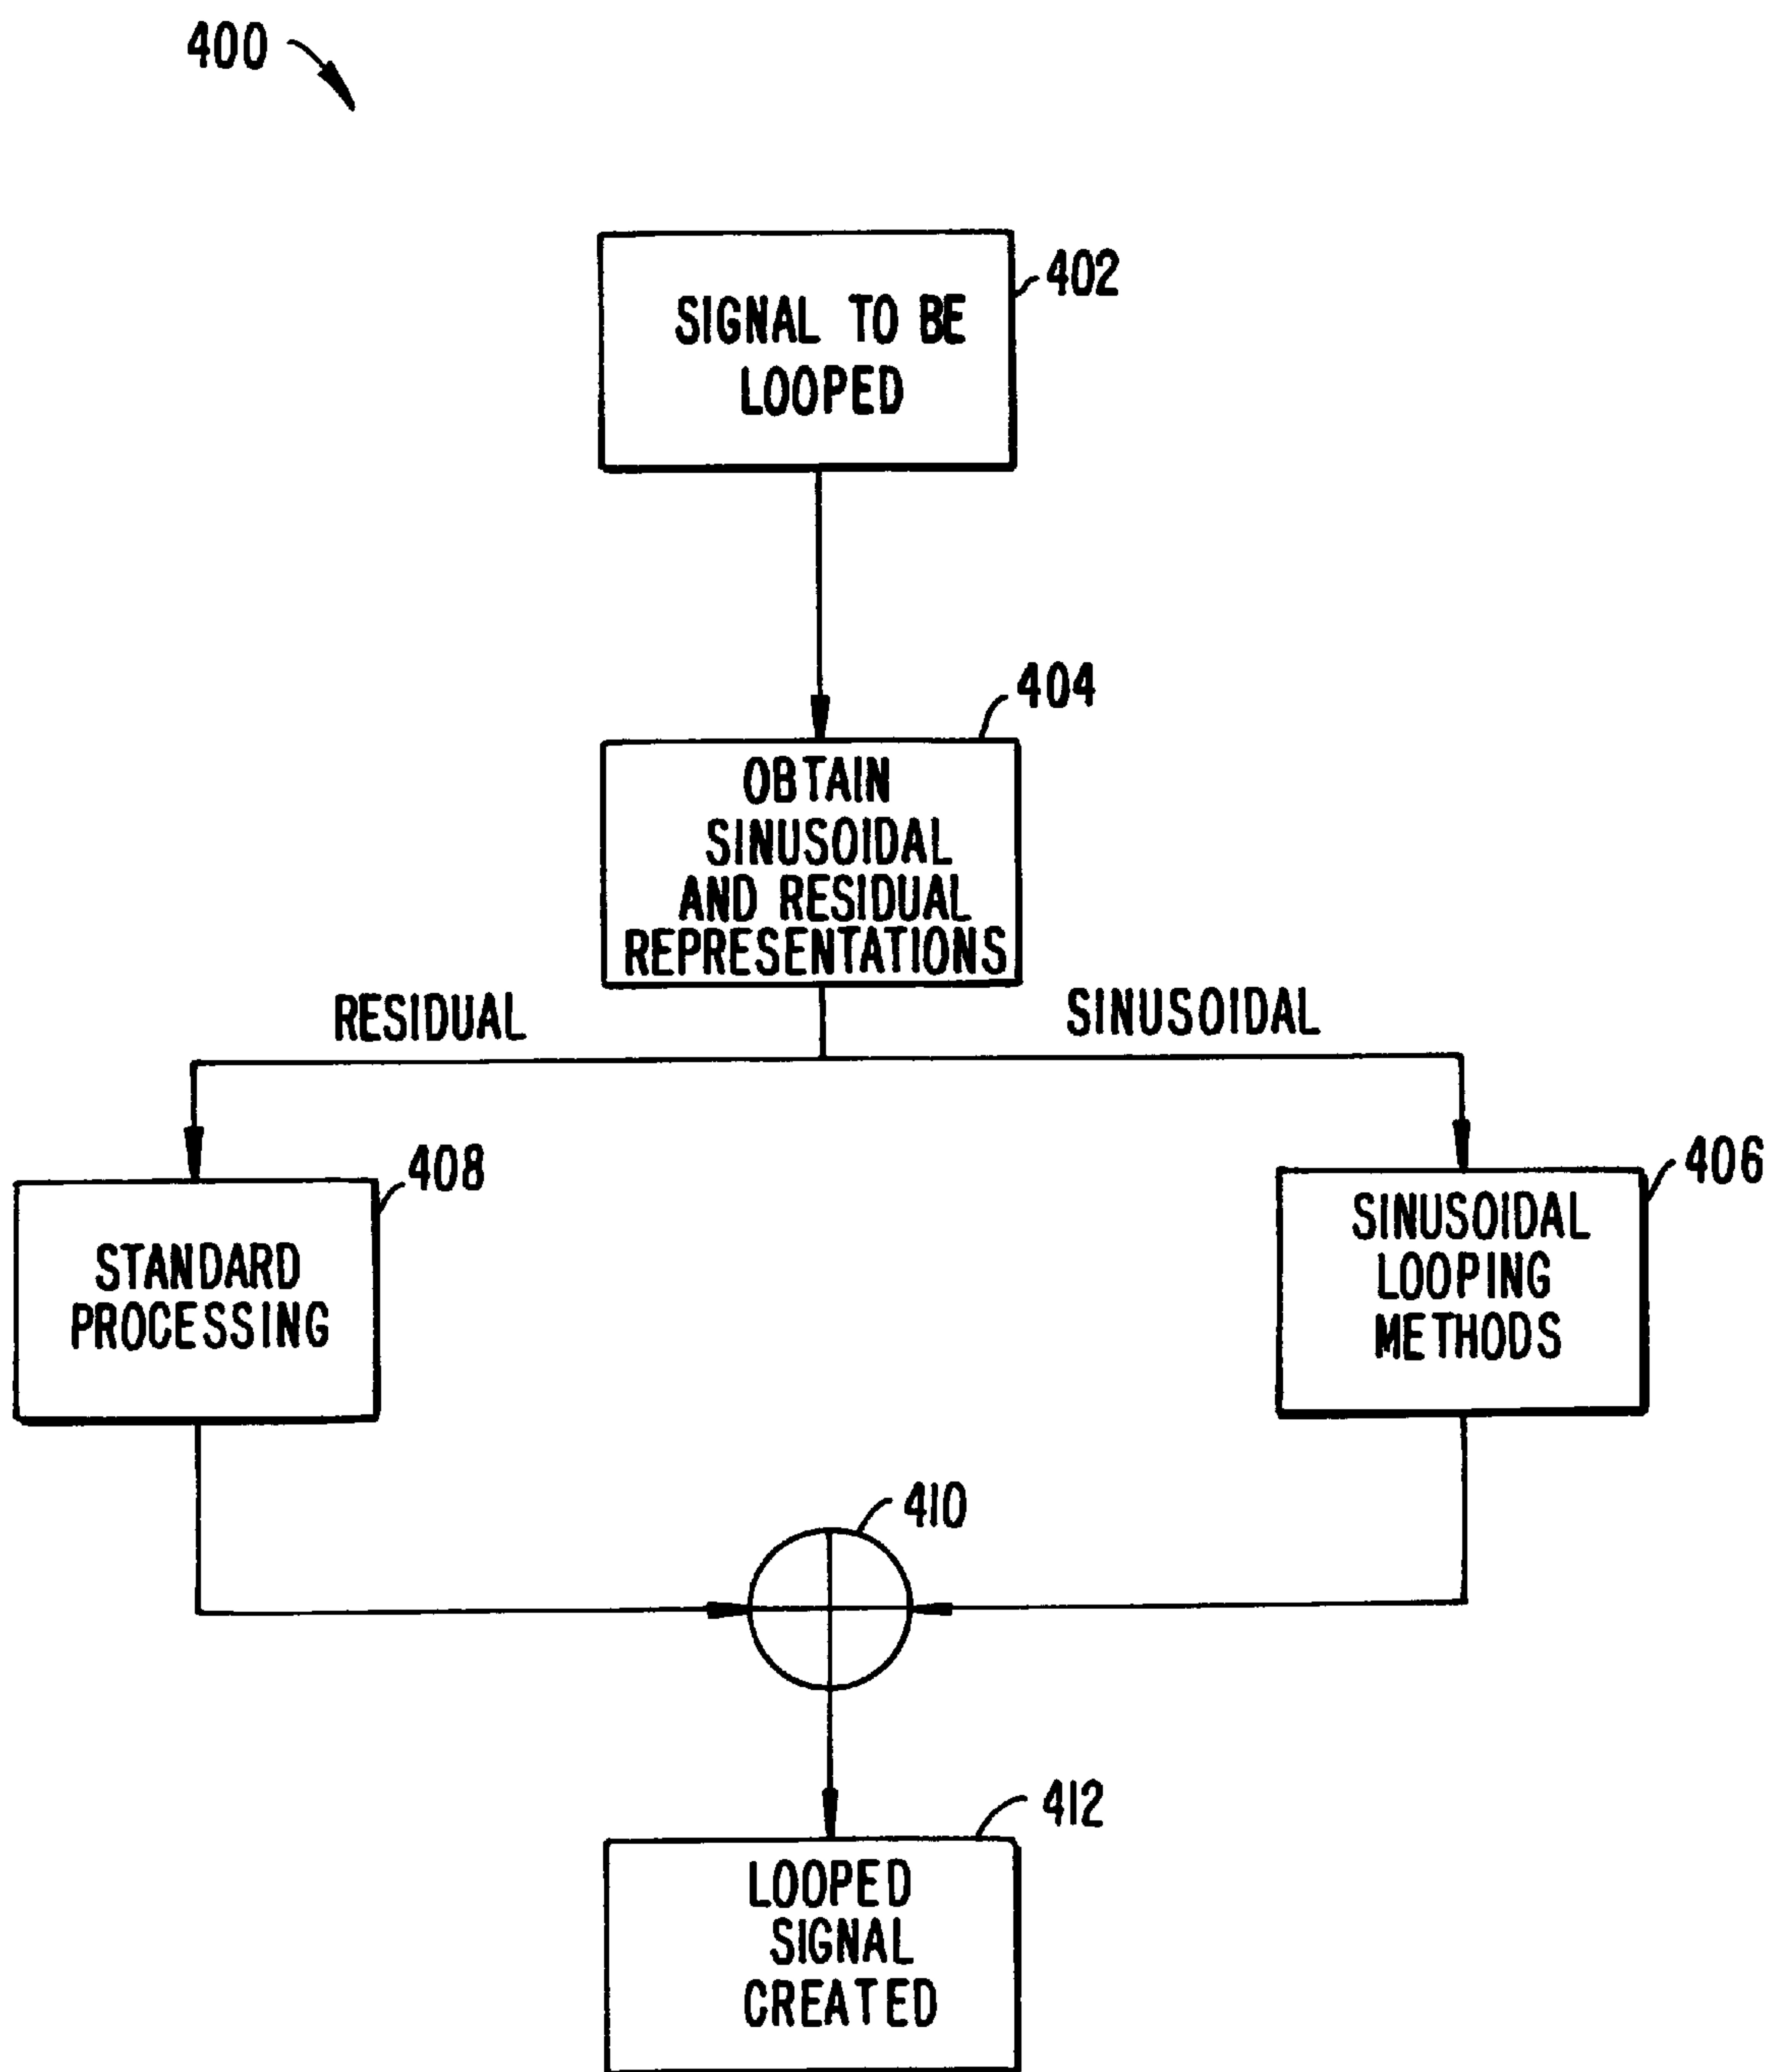 400
402
SIGNAL TO BE
LOOPED
404
OBTAIN
SINUSOIDAL
AND RESIDUAL
REPRESENTATIONS
RESIDUAL
SINUSOIDAL
408
STANDARD
PROCESSING
406
SINUSOIDAL
LOOPING
METHODS
410
412
LOOPED
SIGNAL
CREATED